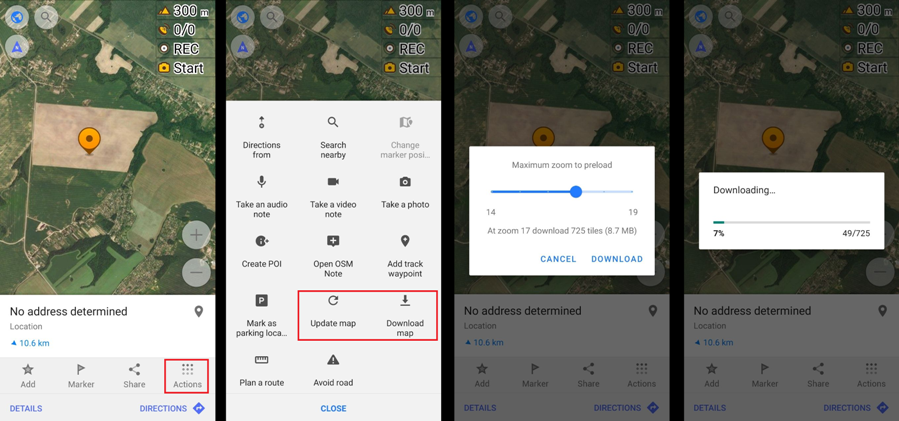 300 m
0/0
REC
Start
No address determined
Location
10.6 km
Add Marker Share Actions
DETAILS DIRECTIONS
300 m
0/0
REC
Start
Directions from
Search nearby
Change marker posi...
Take an audio note
Take a video note
Take a photo
Create POI
Open OSM Note
Add track waypoint
P
Mark as parking loca...
Update map
Download map
Plan a route
Avoid road
CLOSE
300 m
0/0
REC
Start
Maximum zoom to preload
14 19
At zoom 17 download 725 tiles (8.7 MB)
CANCEL DOWNLOAD
No address determined
Location
10.6 km
Add Marker Share Actions
DETAILS DIRECTIONS
300 m
0/0
REC
Start
Downloading...
7% 49/725
No address determined
Location
10.6 km
Add Marker Share Actions
DETAILS DIRECTIONS